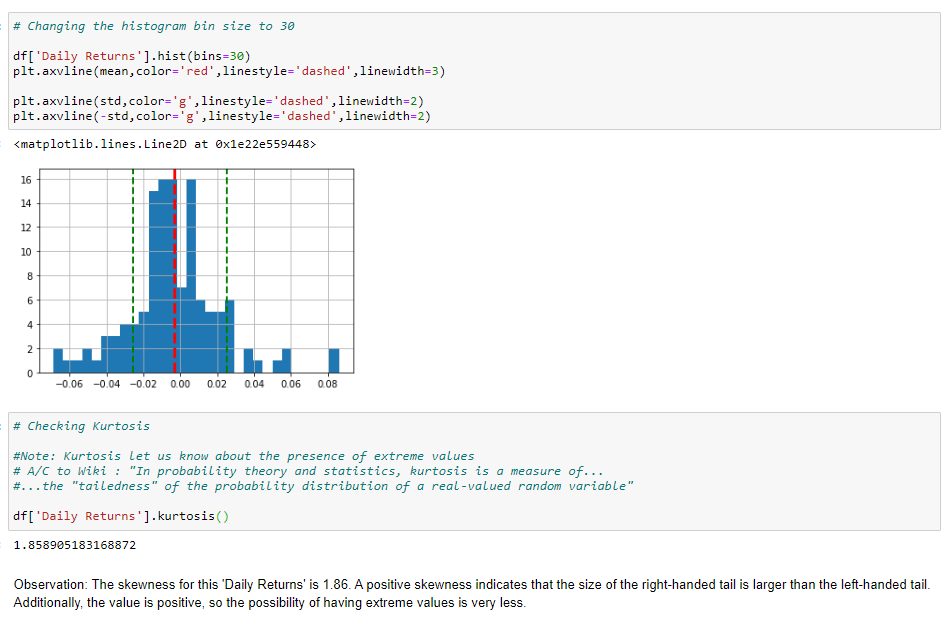 # Changing the histogram bin size to 30
df['Daily Returns'].hist(bins=30)
plt.axvline(mean,color='red',linestyle='dashed',linewidth=3)
plt.axvline(std,color='g',linestyle='dashed',linewidth=2)
plt.axvline(-std,color='g',linestyle='dashed',linewidth=2)
<matplotlib.lines.Line2D at 0x1e22e559448>
16
14
12
10
8
6
4
2
0
−0.06 −0.04 −0.02 0.00 0.02 0.04 0.06 0.08
# Checking Kurtosis
#Note: Kurtosis let us know about the presence of extreme values
# A/C to Wiki : "In probability theory and statistics, kurtosis is a measure of...
#...the "tailedness" of the probability distribution of a real-valued random variable"
df['Daily Returns'].kurtosis()
1.858905183168872
Observation: The skewness for this 'Daily Returns' is 1.86. A positive skewness indicates that the size of the right-handed tail is larger than the left-handed tail.
Additionally, the value is positive, so the possibility of having extreme values is very less.